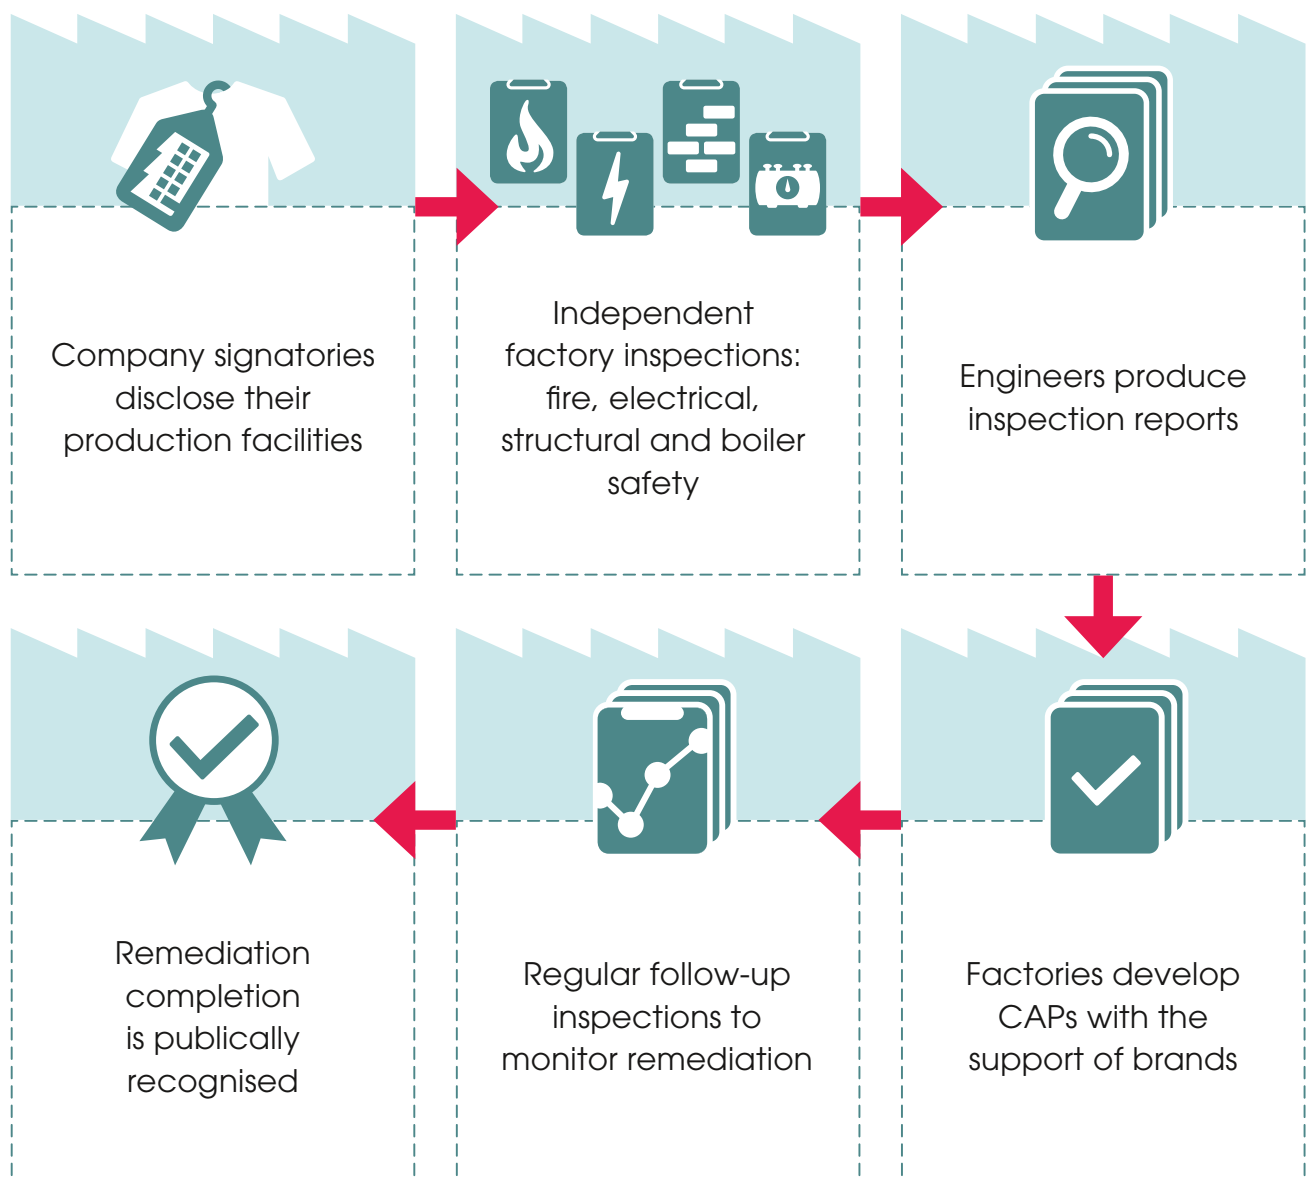 Company signatories
disclose their
production facilities
Independent
factory inspections:
fire, electrical,
structural and boiler
safety
Engineers produce
inspection reports
Factories develop
CAPs with the
support of brands
Regular follow-up
inspections to
monitor remediation
Remediation
completion
is publically
recognised